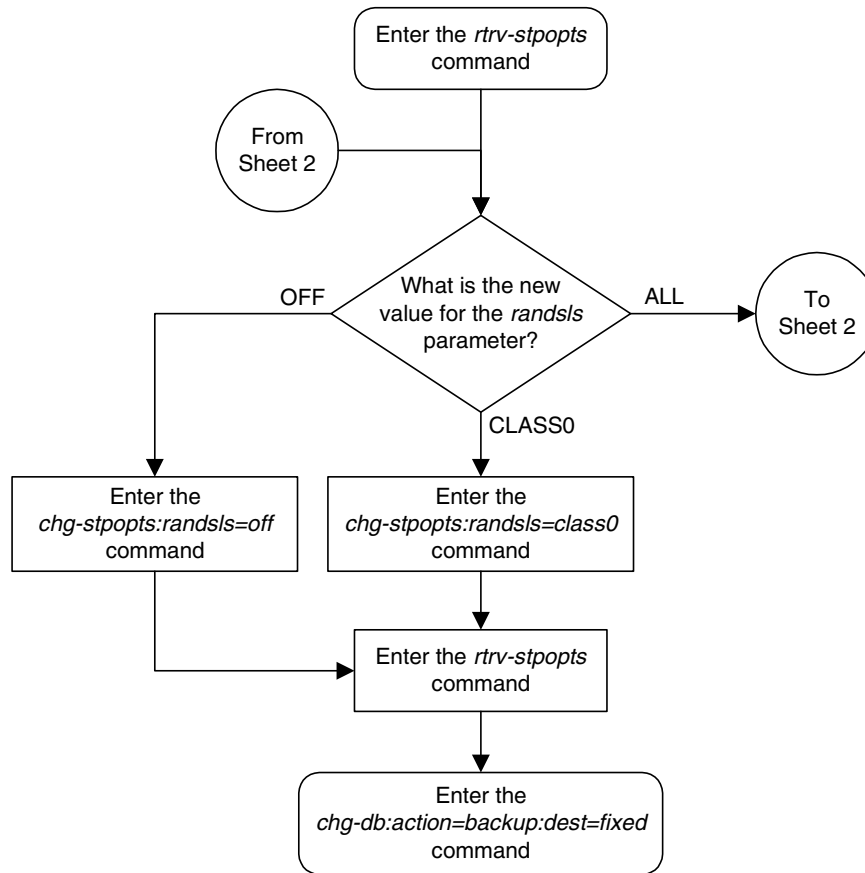 Enter the rtrv-stpopts
command
From
Sheet 2
What is the new
value for the randsls
parameter?
OFF
ALL
To
Sheet 2
CLASS0
Enter the
chg-stpopts:randsls=off
command
Enter the
chg-stpopts:randsls=class0
command
Enter the rtrv-stpopts
command
Enter the
chg-db:action=backup:dest=fixed
command